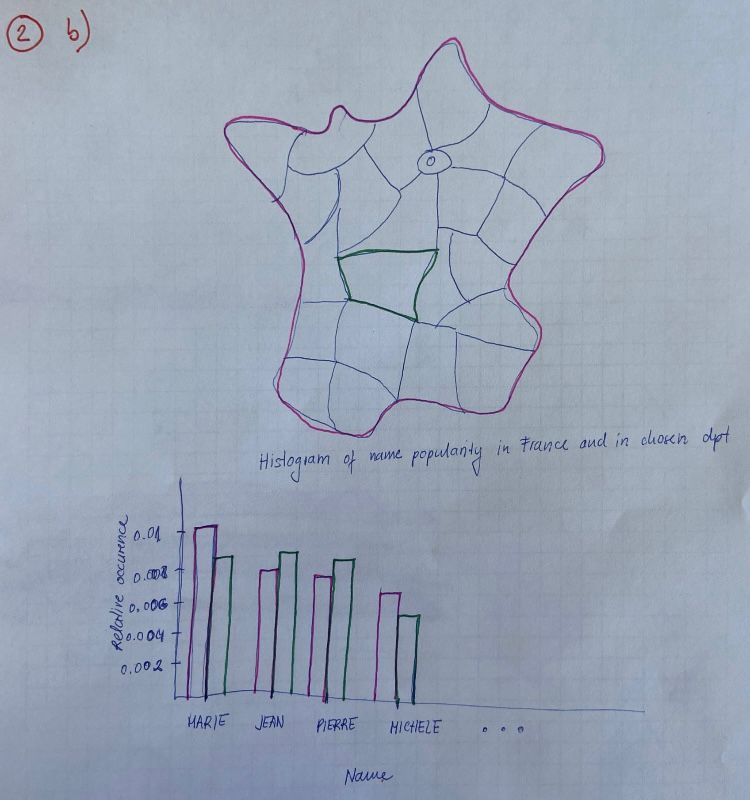 2 b)
Histogram of name popularity in France and in chosen dpt
Relative occurence
0.01
0.008
0.006
0.004
0.002
MARIE JEAN PIERRE MICHELE ...
Name